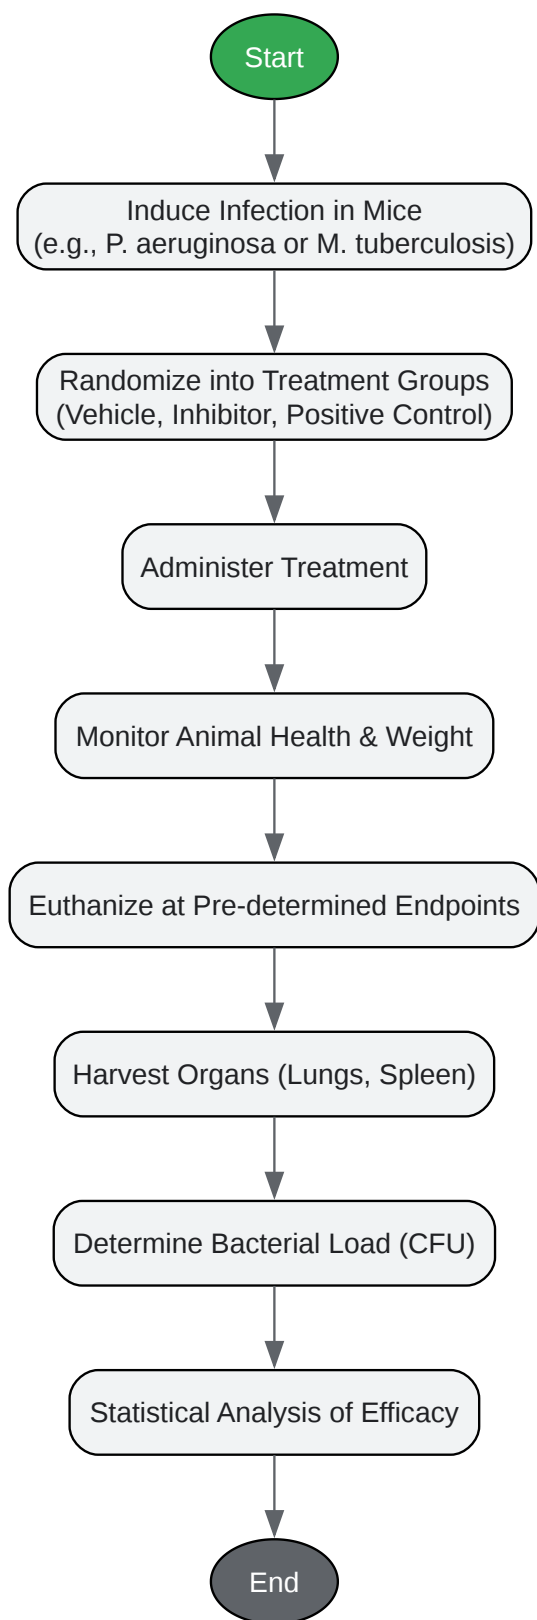 Start
Induce Infection in Mice
(e.g., P. aeruginosa or M. tuberculosis)
Randomize into Treatment Groups
(Vehicle, Inhibitor, Positive Control)
Administer Treatment
Monitor Animal Health & Weight
Euthanize at Pre-determined Endpoints
Harvest Organs (Lungs, Spleen)
Determine Bacterial Load (CFU)
Statistical Analysis of Efficacy
End